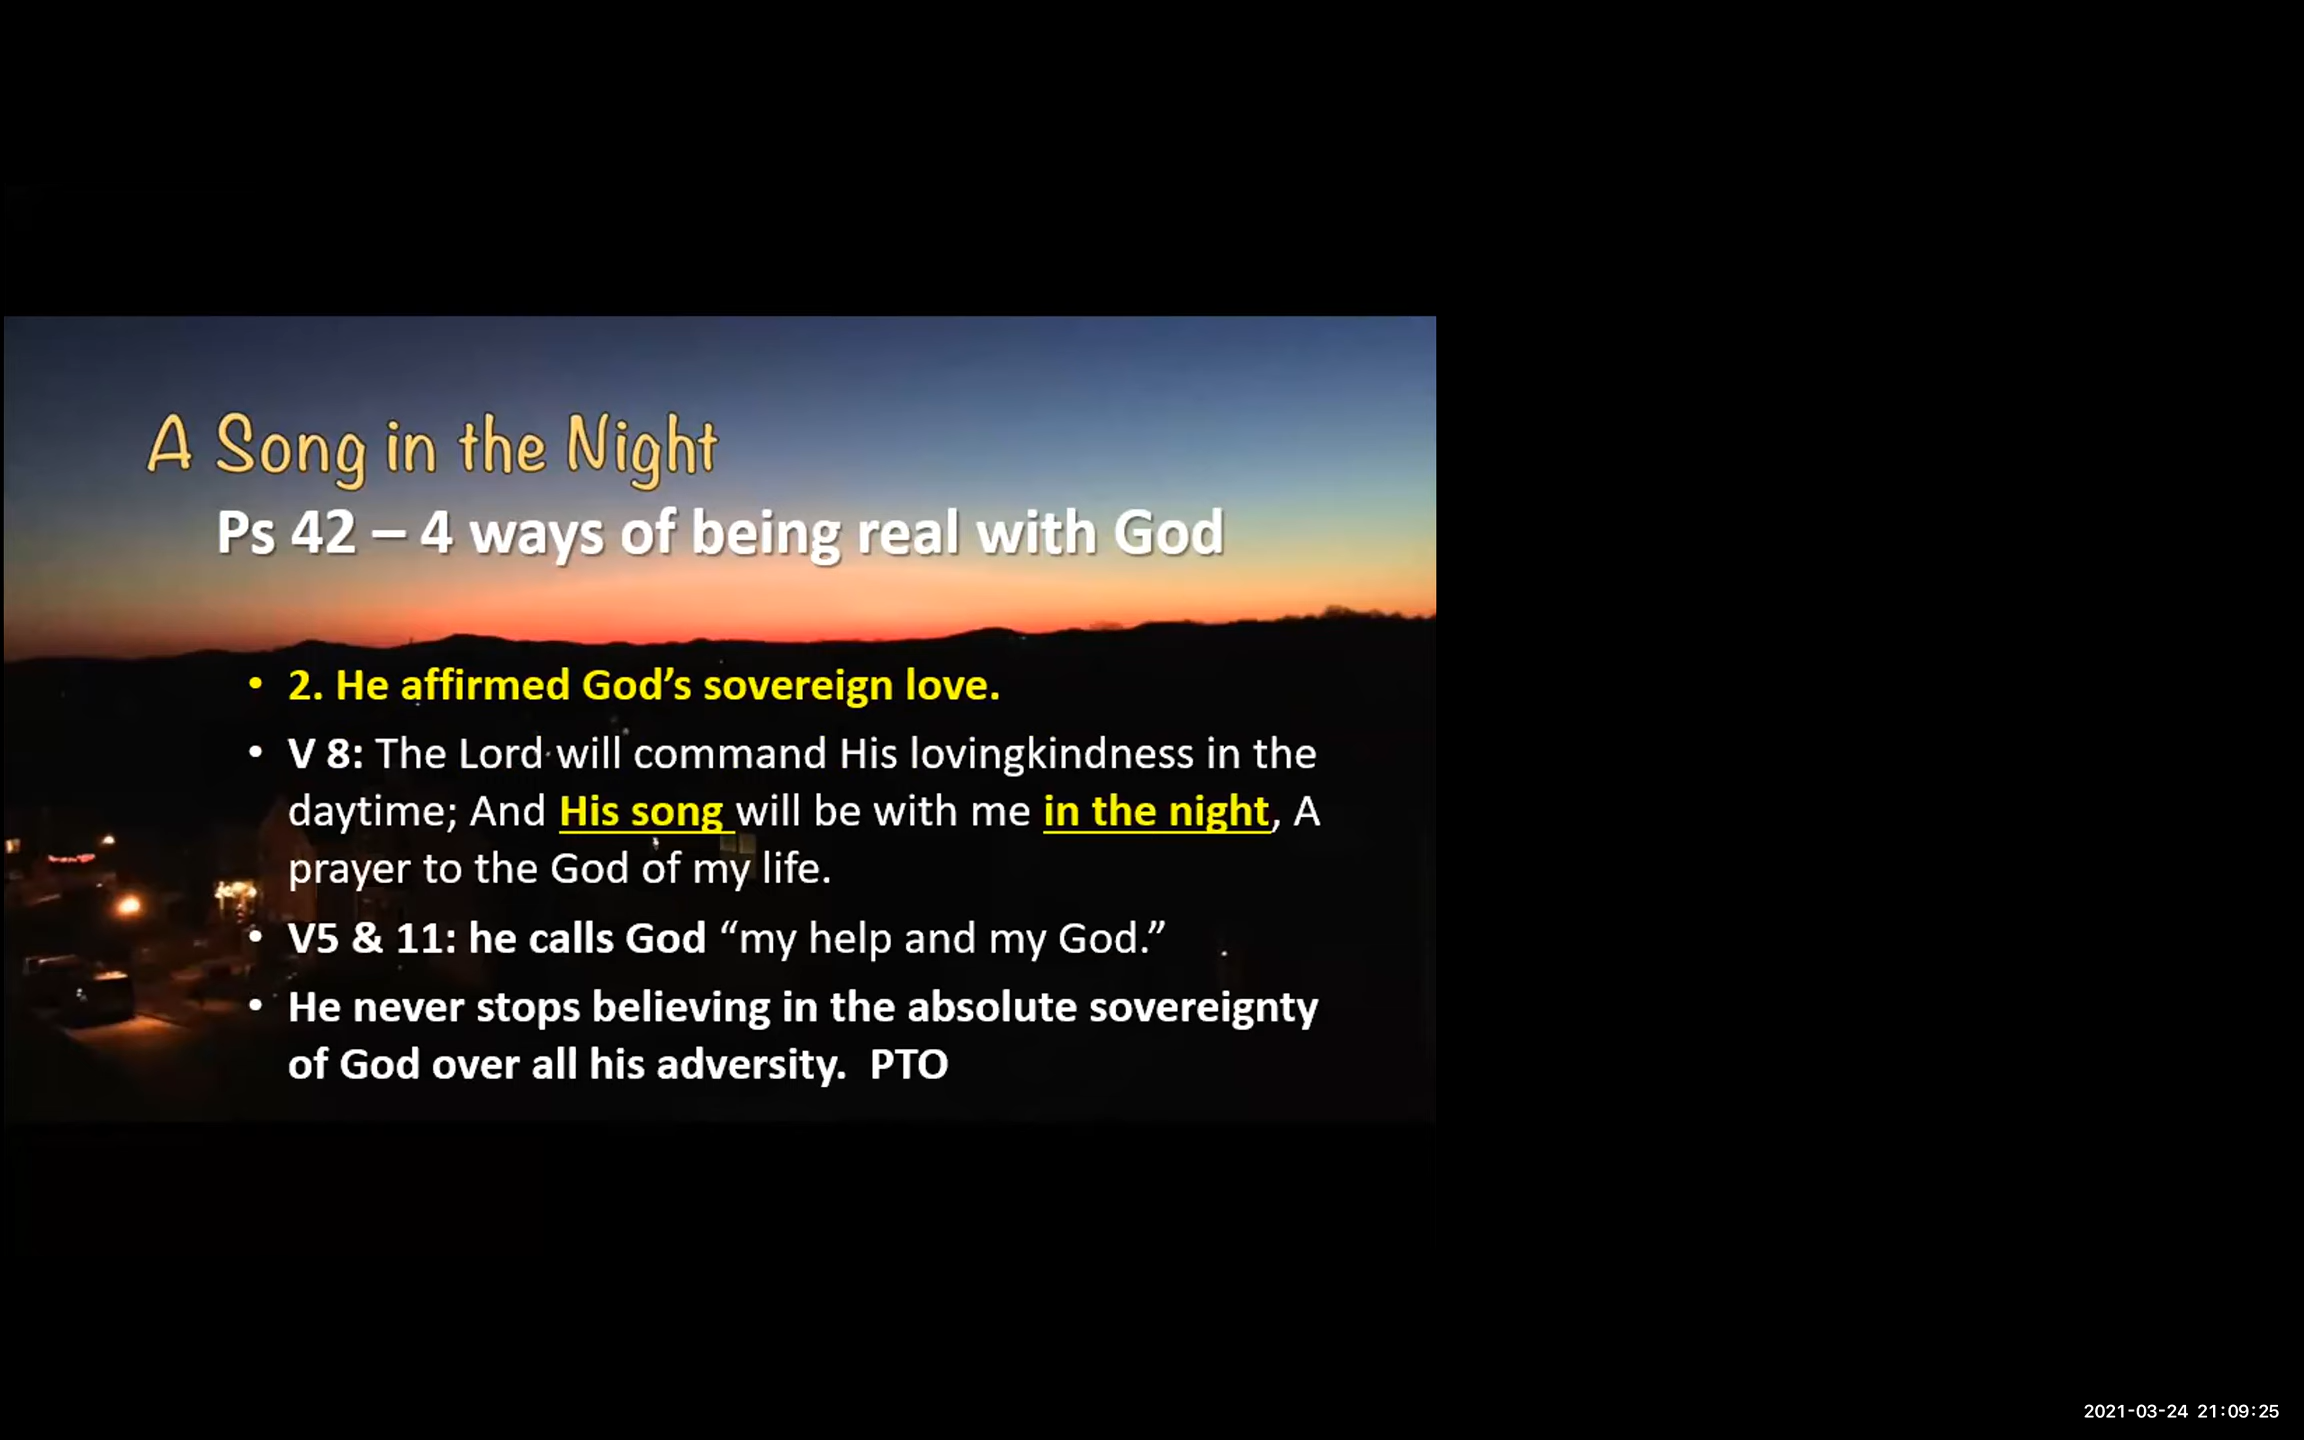 A Song in the Night
Ps 42 – 4 ways of being real with God
• 2. He affirmed God’s sovereign love.
• V 8: The Lord will command His lovingkindness in the
daytime; And His song will be with me in the night, A
prayer to the God of my life.
• V5 & 11: he calls God “my help and my God.”
• He never stops believing in the absolute sovereignty
of God over all his adversity.  PTO
2021-03-24 21:09:25